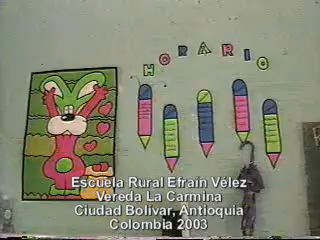 HORARIO
Escuela Rural Efraín Vélez
Vereda La Carmina
Ciudad Bolívar, Antioquia
Colombia 2003